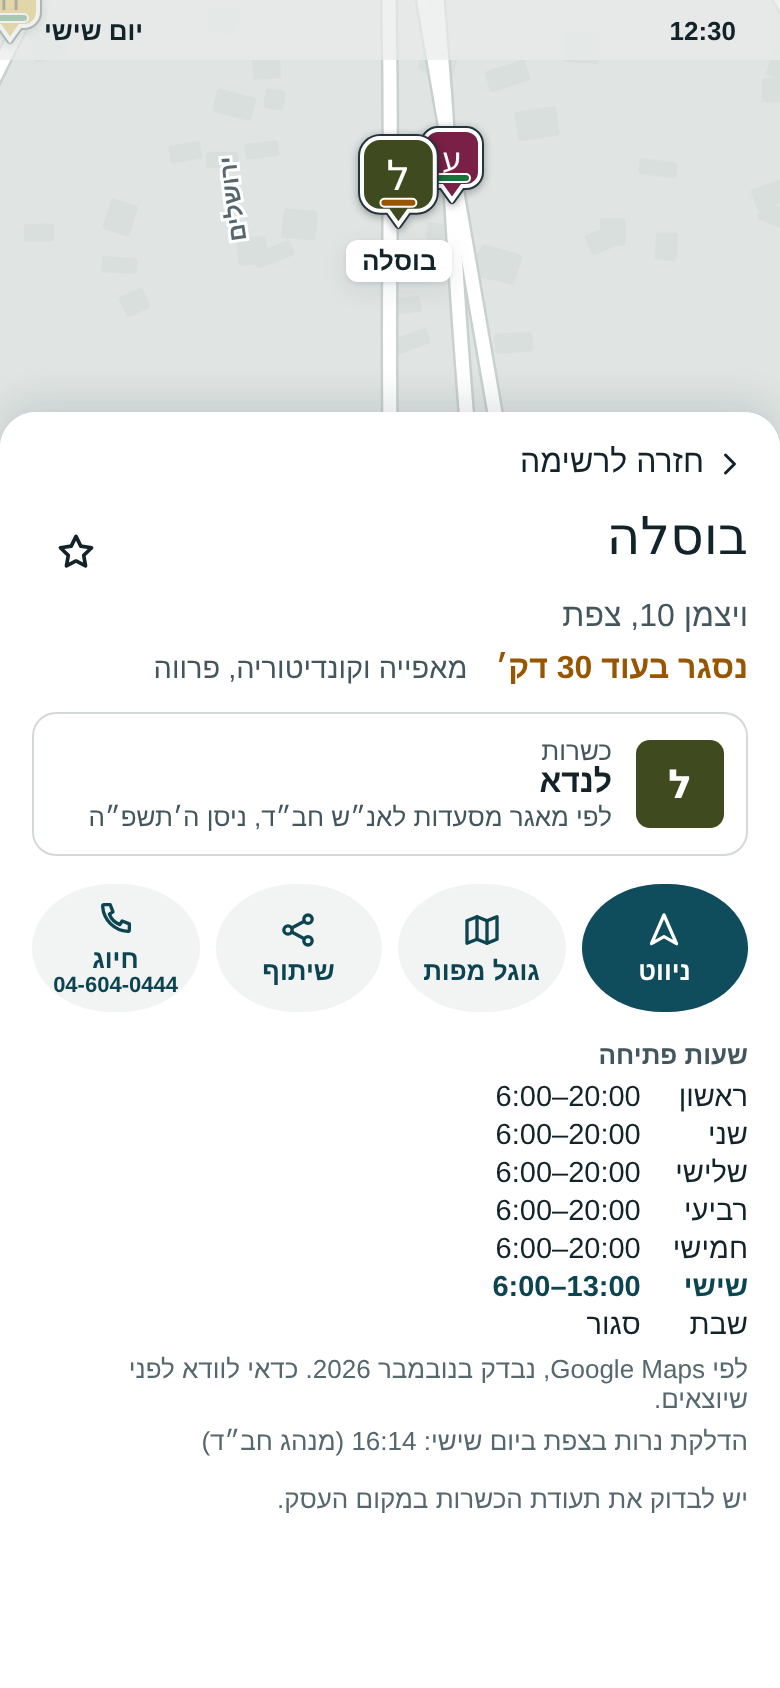 12:30
יום שישי
ירושלים
ע
ל
בוסלה
חזרה לרשימה
בוסלה
ויצמן 10, צפת
נסגר בעוד 30 דק׳ מאפייה וקונדיטוריה, פרווה
ל
כשרות
לנדא
לפי מאגר מסעדות לאנ״ש חב״ד, ניסן ה׳תשפ״ה
ניווט
גוגל מפות
שיתוף
חיוג
04-604-0444
שעות פתיחה
ראשון 6:00–20:00
שני 6:00–20:00
שלישי 6:00–20:00
רביעי 6:00–20:00
חמישי 6:00–20:00
שישי 6:00–13:00
שבת סגור
לפי Google Maps, נבדק בנובמבר 2026. כדאי לוודא לפני
שיוצאים.
הדלקת נרות בצפת ביום שישי: 16:14 (מנהג חב״ד)
יש לבדוק את תעודת הכשרות במקום העסק.